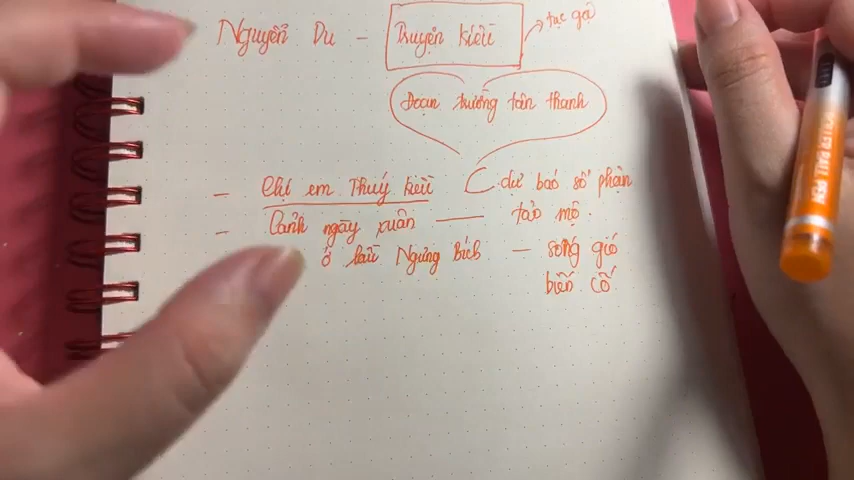 Nguyễn Du - Truyện Kiều → tác giả
Đoạn trường tân thanh
- Chị em Thuý Kiều dự báo số phận
- Cảnh ngày xuân — tảo mộ.
ở lầu Ngưng Bích - sóng gió
biến cố